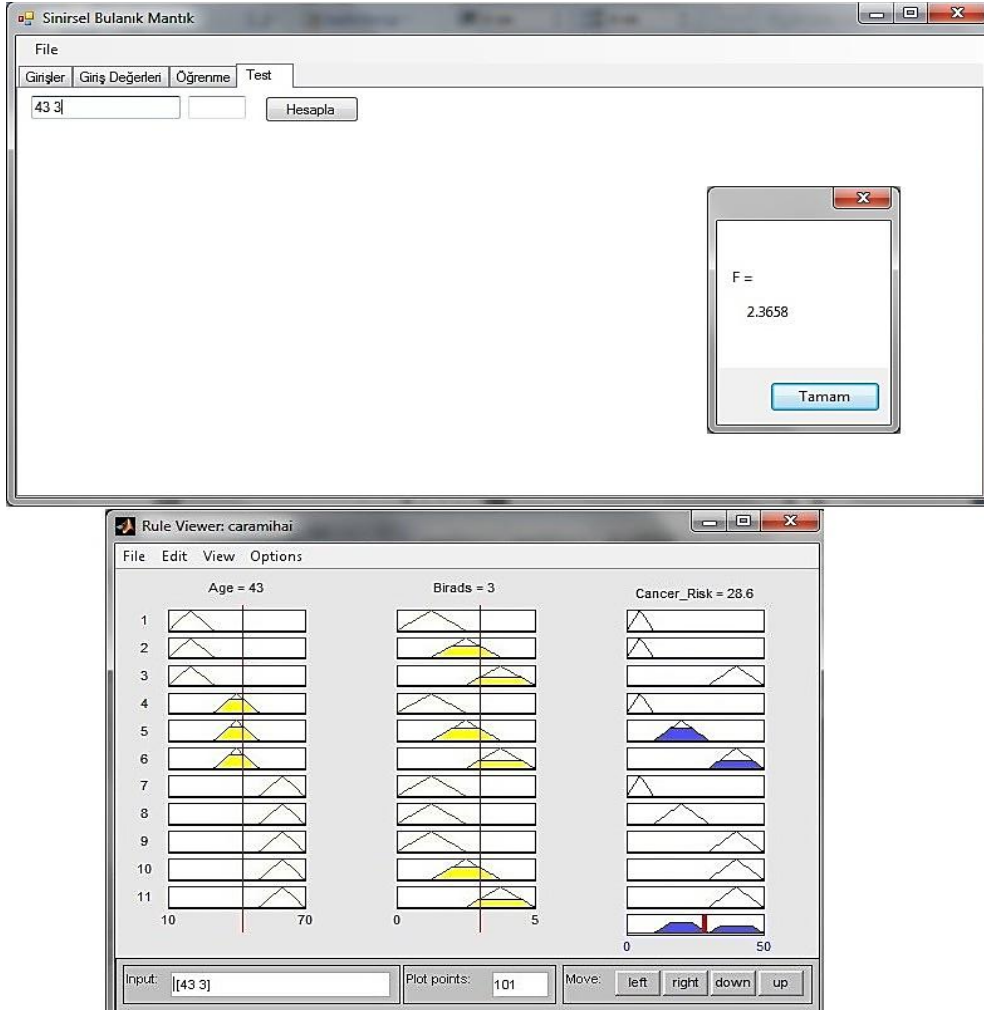 Sinirsel Bulanık Mantık
File
Girişler Giriş Değerleri Öğrenme Test
43 3 Hesapla
F =
2.3658
Tamam
Rule Viewer: caramihai
File Edit View Options
Age = 43 Birads = 3 Cancer_Risk = 28.6
1
2
3
4
5
6
7
8
9
10
11
10 70 0 5
0 50
Input: [43 3] Plot points: 101 Move: left right down up